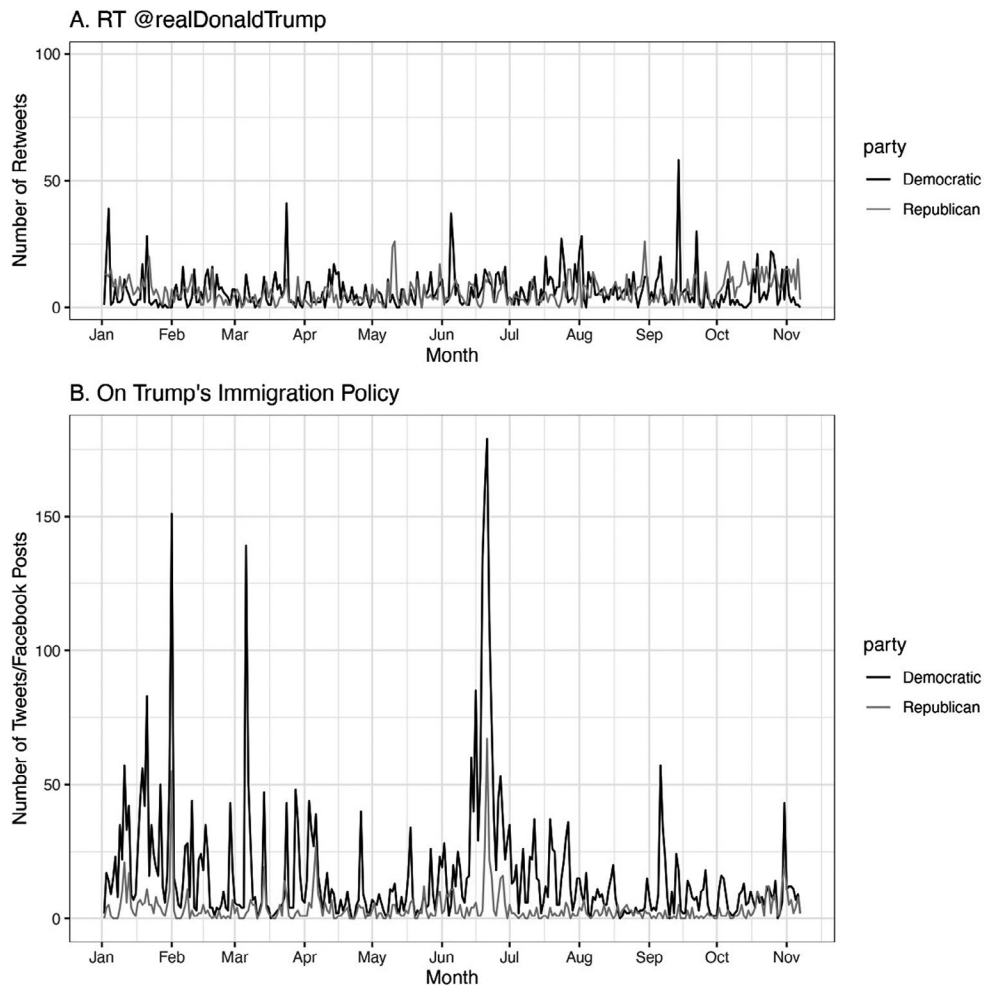 A. RT @realDonaldTrump
100
50
0
Number of Retweets
Jan Feb Mar Apr May Jun Jul Aug Sep Oct Nov
Month
party
Democratic
Republican
B. On Trump's Immigration Policy
150
100
50
0
Number of Tweets/Facebook Posts
Jan Feb Mar Apr May Jun Jul Aug Sep Oct Nov
Month
party
Democratic
Republican